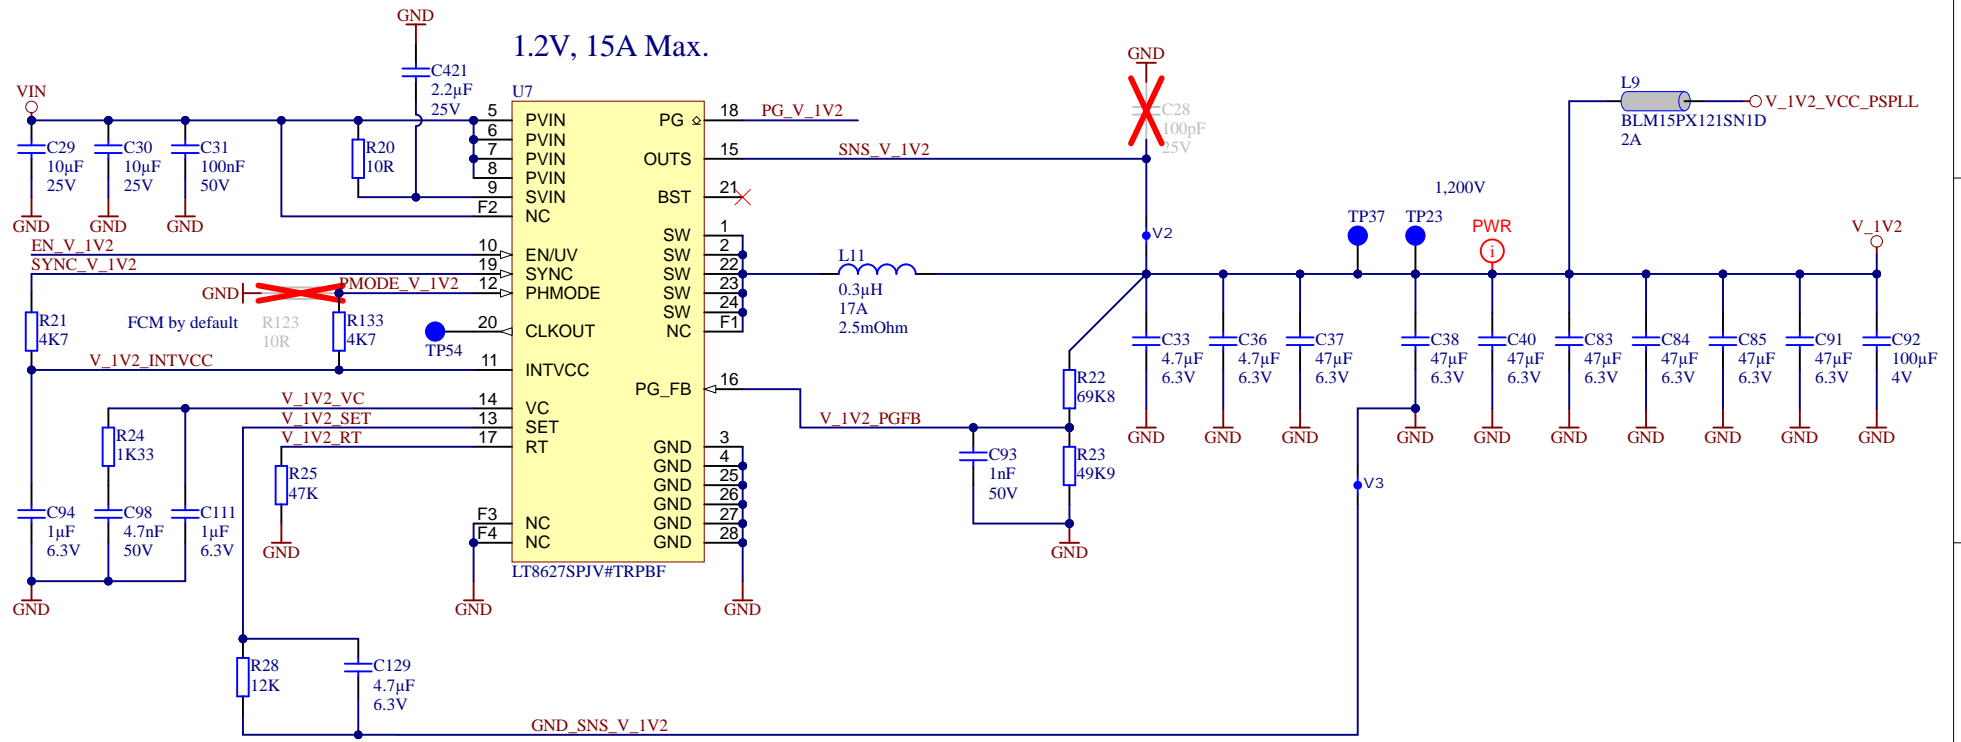 GND
1.2V, 15A Max.
C421
2.2µF
25V
VIN
C29
10µF
25V
GND
C30
10µF
25V
GND
C31
100nF
50V
GND
R20
10R
U7
5 PVIN
6 PVIN
7 PVIN
8 PVIN
9 SVIN
F2 NC
EN_V_1V2 10 EN/UV
SYNC_V_1V2 19 SYNC
GND PMODE_V_1V2 12 PHMODE
20 CLKOUT
TP54
V_1V2_INTVCC 11 INTVCC
V_1V2_VC 14 VC
V_1V2_SET 13 SET
V_1V2_RT 17 RT
F3 NC
F4 NC
GND
PG 18 PG_V_1V2
OUTS 15 SNS_V_1V2
BST 21
SW 1
SW 2
SW 22
SW 23
SW 24
NC F1
PG_FB 16 V_1V2_PGFB
GND 3
GND 4
GND 25
GND 26
GND 27
GND 28
GND
LT8627SPJV#TRPBF
R21
4K7
FCM by default
R123
10R
R133
4K7
R24
1K33
R25
47K
GND
C94
1µF
6.3V
C98
4.7nF
50V
C111
1µF
6.3V
GND
R28
12K
C129
4.7µF
6.3V
GND_SNS_V_1V2
L11
0.3µH
17A
2.5mOhm
GND
C28
100pF
25V
V2
R22
69K8
R23
49K9
C93
1nF
50V
GND
L9
BLM15PX121SN1D
2A
V_1V2_VCC_PSPLL
1,200V
TP37
TP23
PWR
i
V_1V2
C33
4.7µF
6.3V
GND
C36
4.7µF
6.3V
GND
C37
47µF
6.3V
GND
C38
47µF
6.3V
GND
C40
47µF
6.3V
GND
C83
47µF
6.3V
GND
C84
47µF
6.3V
GND
C85
47µF
6.3V
GND
C91
47µF
6.3V
GND
C92
100µF
4V
GND
V3